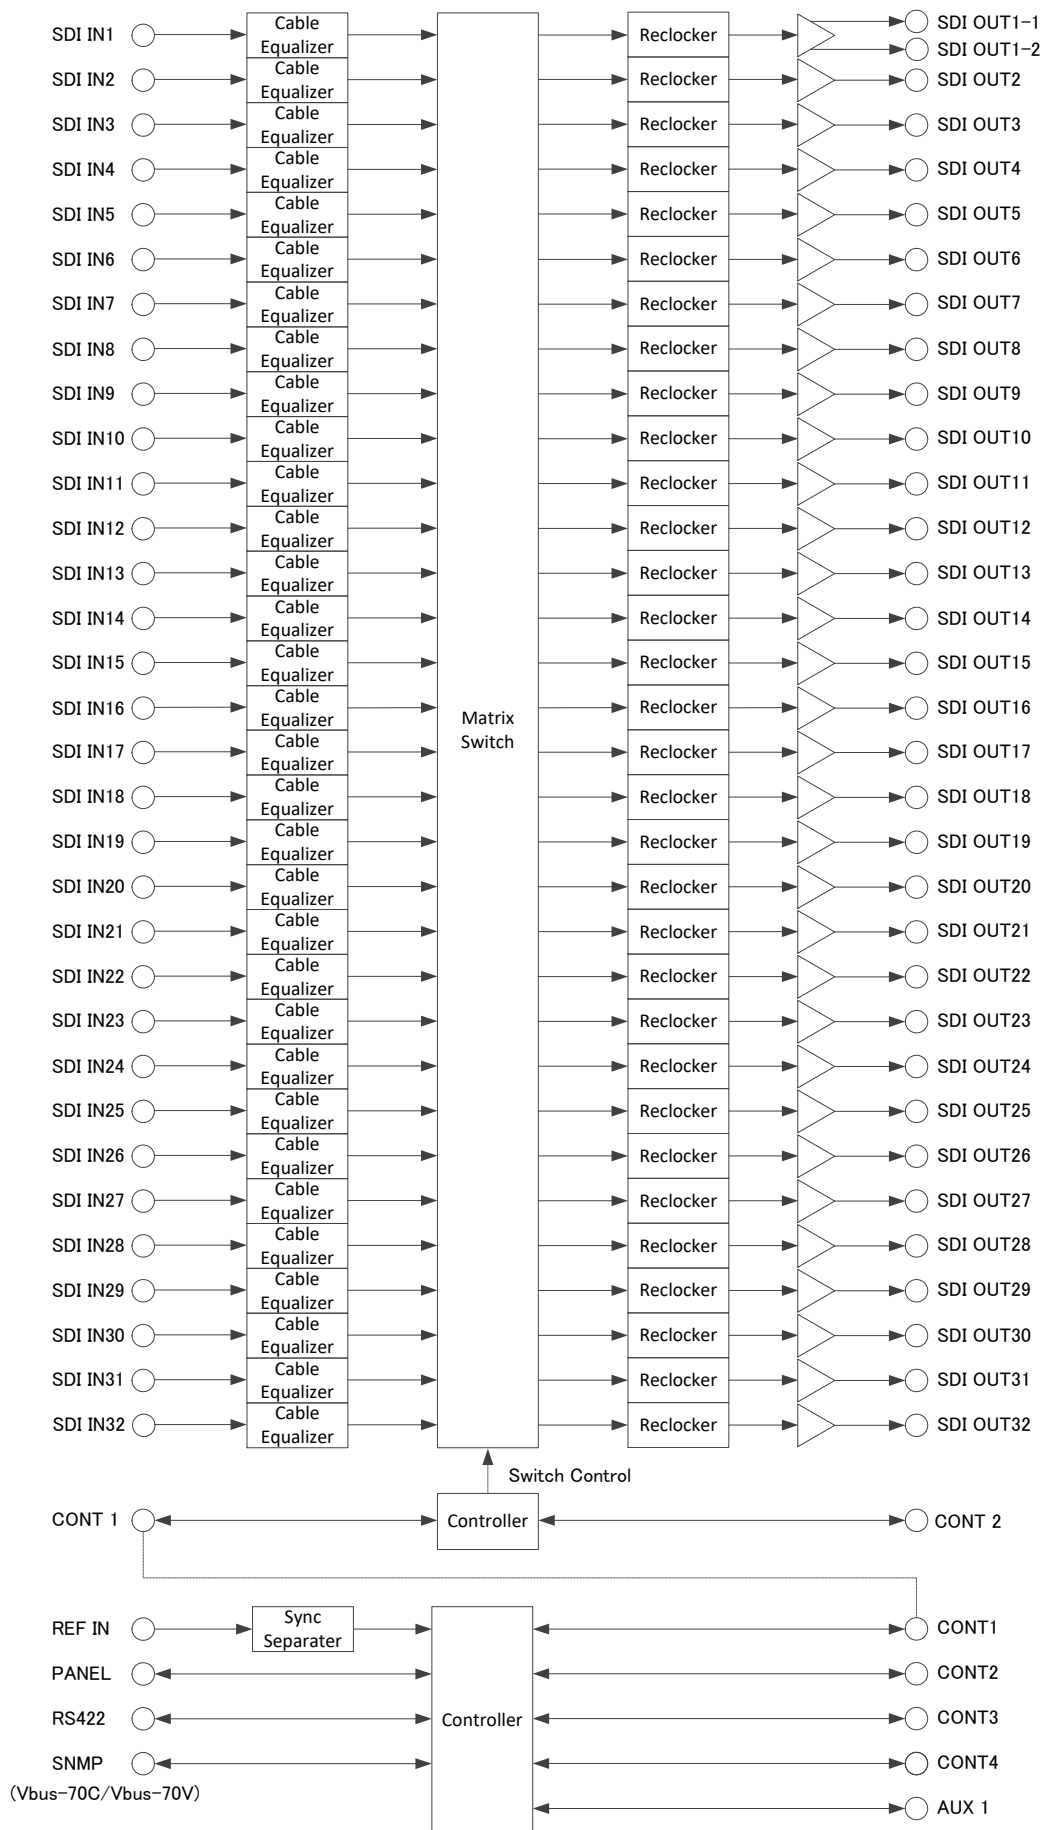 SDI IN1 Cable Equalizer Reclocker SDI OUT1-1
SDI OUT1-2
SDI IN2 Cable Equalizer Reclocker SDI OUT2
SDI IN3 Cable Equalizer Reclocker SDI OUT3
SDI IN4 Cable Equalizer Reclocker SDI OUT4
SDI IN5 Cable Equalizer Reclocker SDI OUT5
SDI IN6 Cable Equalizer Reclocker SDI OUT6
SDI IN7 Cable Equalizer Reclocker SDI OUT7
SDI IN8 Cable Equalizer Reclocker SDI OUT8
SDI IN9 Cable Equalizer Reclocker SDI OUT9
SDI IN10 Cable Equalizer Reclocker SDI OUT10
SDI IN11 Cable Equalizer Reclocker SDI OUT11
SDI IN12 Cable Equalizer Reclocker SDI OUT12
SDI IN13 Cable Equalizer Reclocker SDI OUT13
SDI IN14 Cable Equalizer Reclocker SDI OUT14
SDI IN15 Cable Equalizer Reclocker SDI OUT15
SDI IN16 Cable Equalizer Matrix Reclocker SDI OUT16
SDI IN17 Cable Equalizer Switch Reclocker SDI OUT17
SDI IN18 Cable Equalizer Reclocker SDI OUT18
SDI IN19 Cable Equalizer Reclocker SDI OUT19
SDI IN20 Cable Equalizer Reclocker SDI OUT20
SDI IN21 Cable Equalizer Reclocker SDI OUT21
SDI IN22 Cable Equalizer Reclocker SDI OUT22
SDI IN23 Cable Equalizer Reclocker SDI OUT23
SDI IN24 Cable Equalizer Reclocker SDI OUT24
SDI IN25 Cable Equalizer Reclocker SDI OUT25
SDI IN26 Cable Equalizer Reclocker SDI OUT26
SDI IN27 Cable Equalizer Reclocker SDI OUT27
SDI IN28 Cable Equalizer Reclocker SDI OUT28
SDI IN29 Cable Equalizer Reclocker SDI OUT29
SDI IN30 Cable Equalizer Reclocker SDI OUT30
SDI IN31 Cable Equalizer Reclocker SDI OUT31
SDI IN32 Cable Equalizer Reclocker SDI OUT32
Switch Control
CONT 1 Controller CONT 2
REF IN Sync Separater CONT1
PANEL CONT2
RS422 Controller CONT3
SNMP CONT4
(Vbus-70C/Vbus-70V)
AUX 1